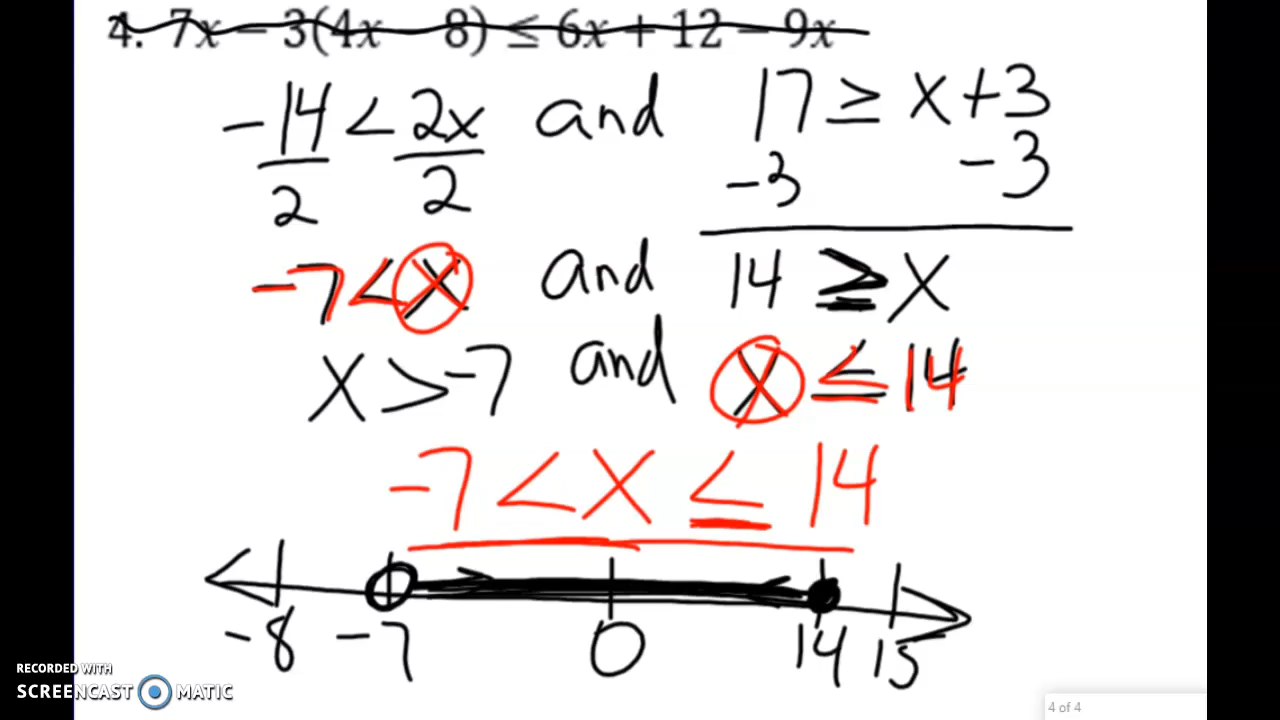 4. 7x − 3(4x − 8) ≤ 6x + 12 − 9x
-14 < 2x and 17 ≥ x + 3
2 2 -3 -3
-7 < x and 14 ≥ x
x > -7 and x ≤ 14
-7 < x ≤ 14
-8 -7 0 14 15
RECORDED WITH
SCREENCAST MATIC
4 of 4